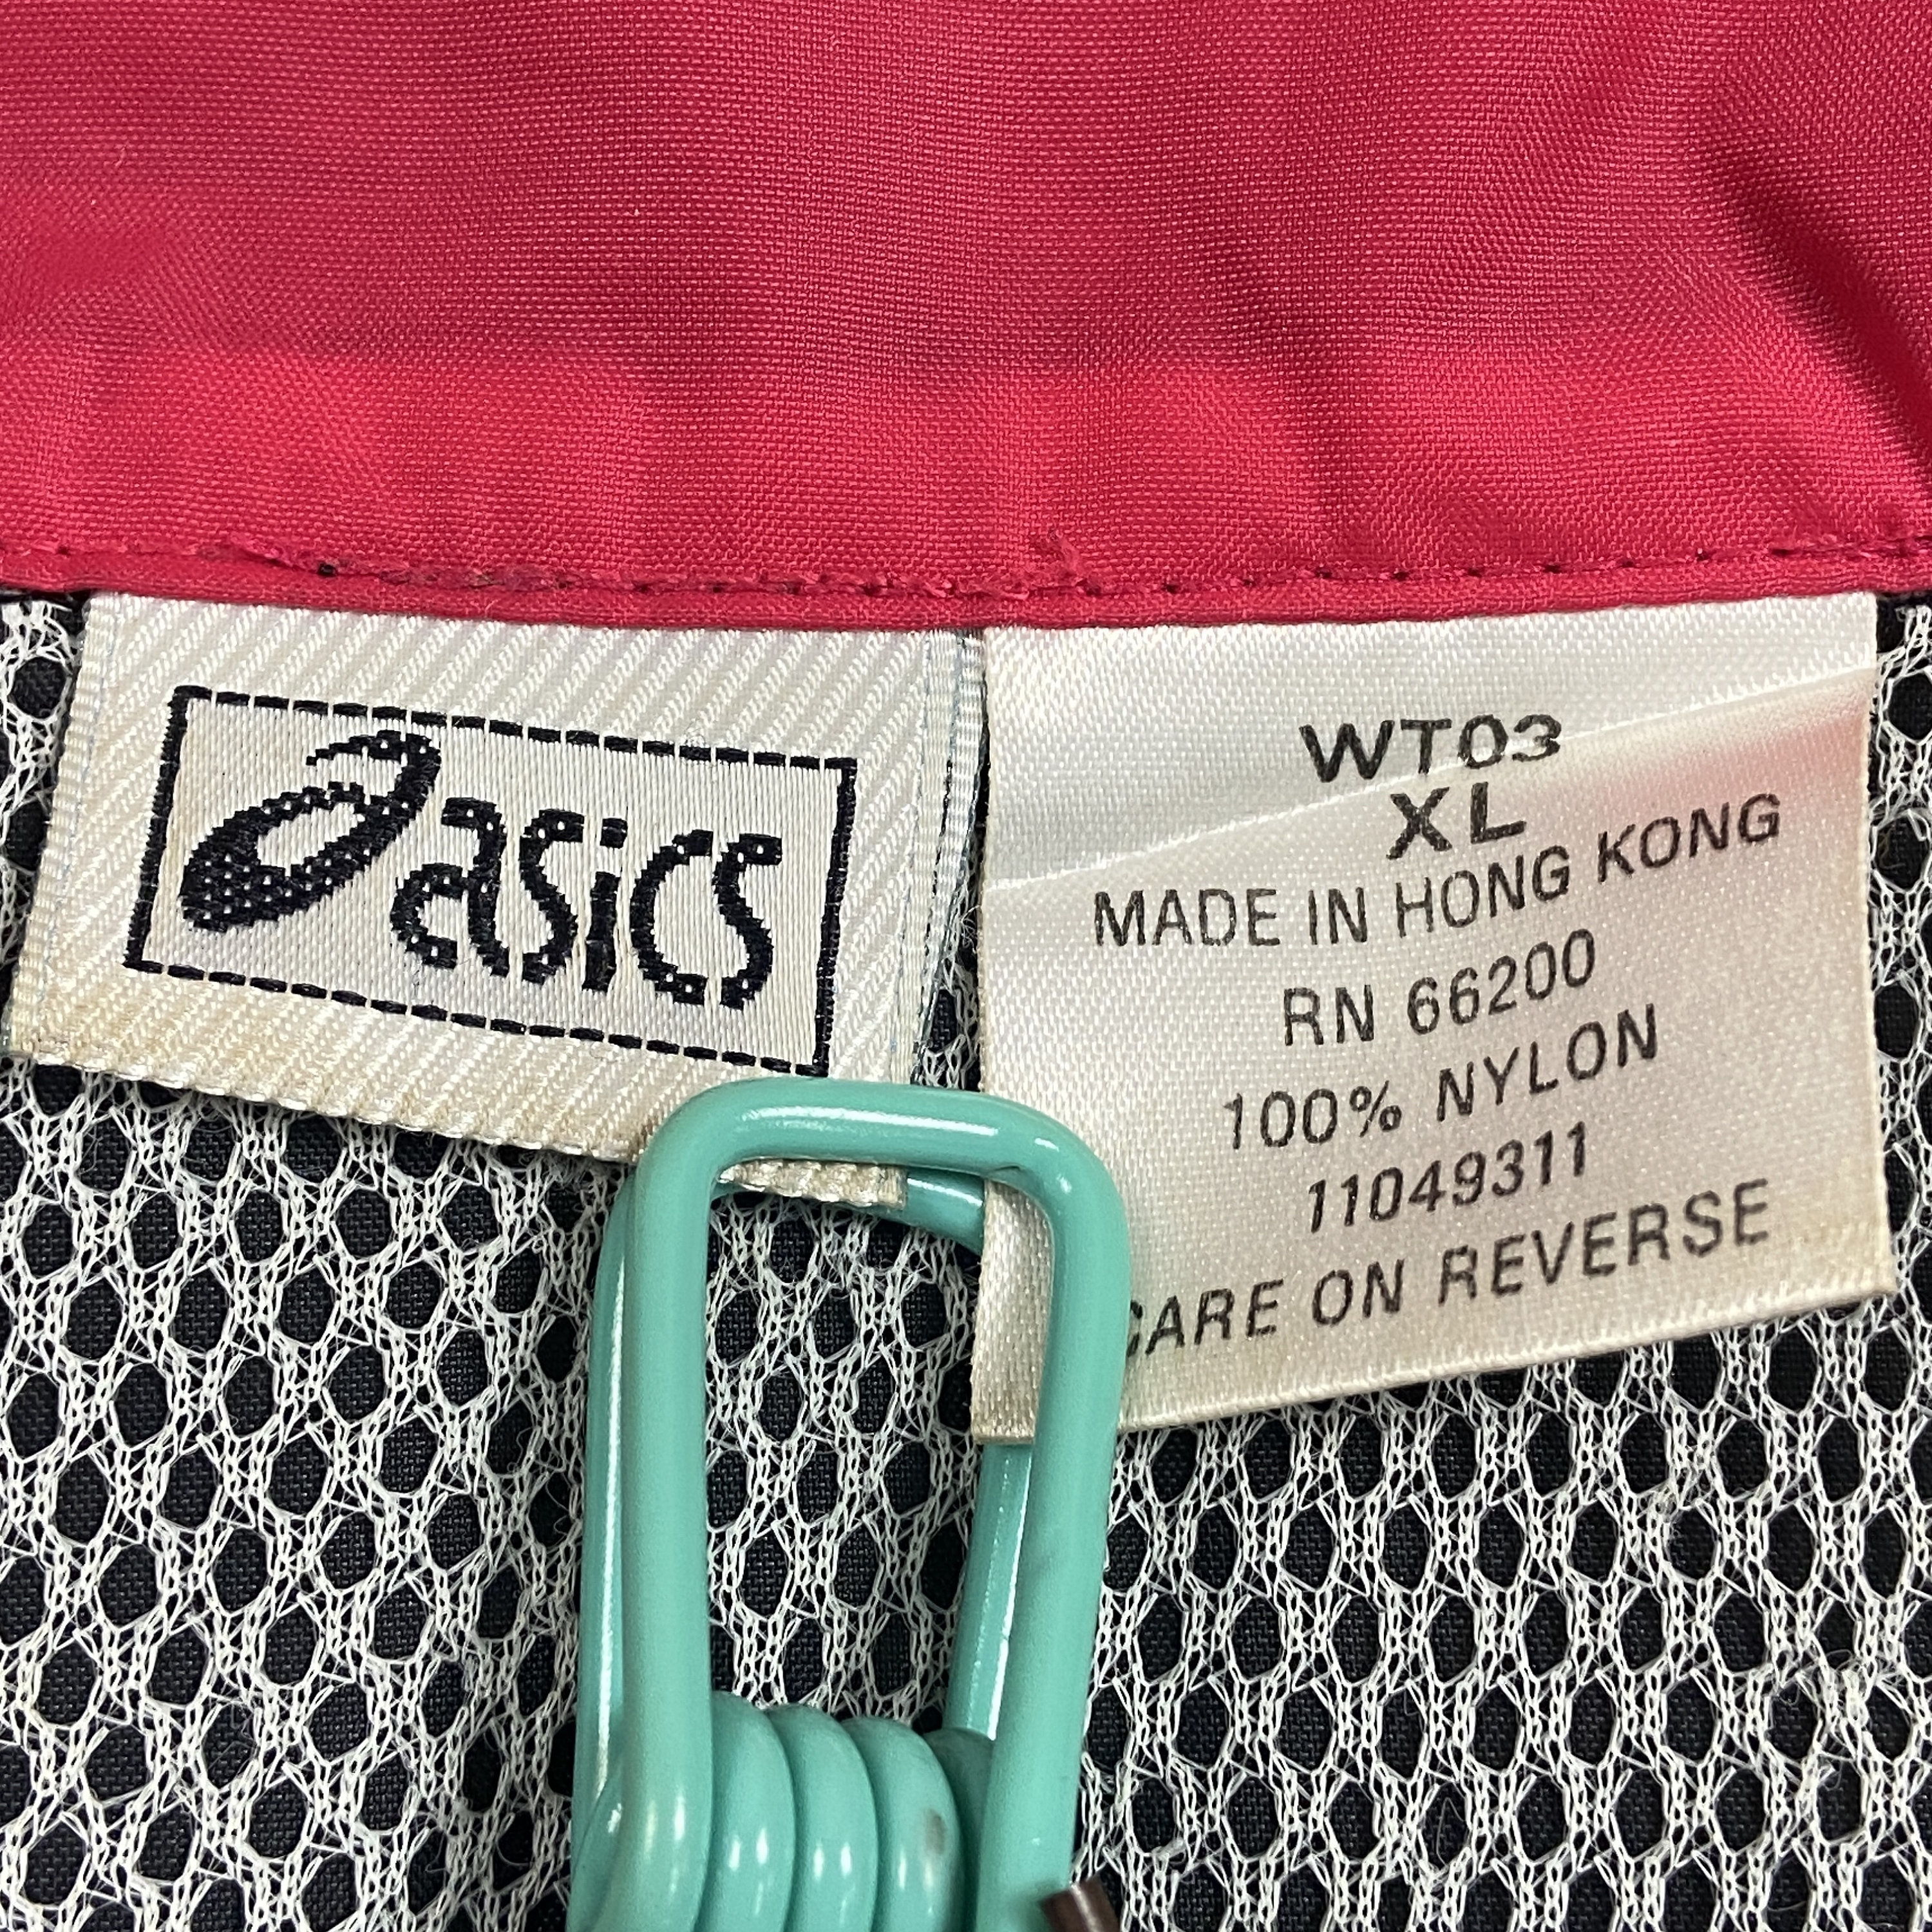 asics
WT03
XL
MADE IN HONG KONG
RN 66200
100% NYLON
11049311
CARE ON REVERSE